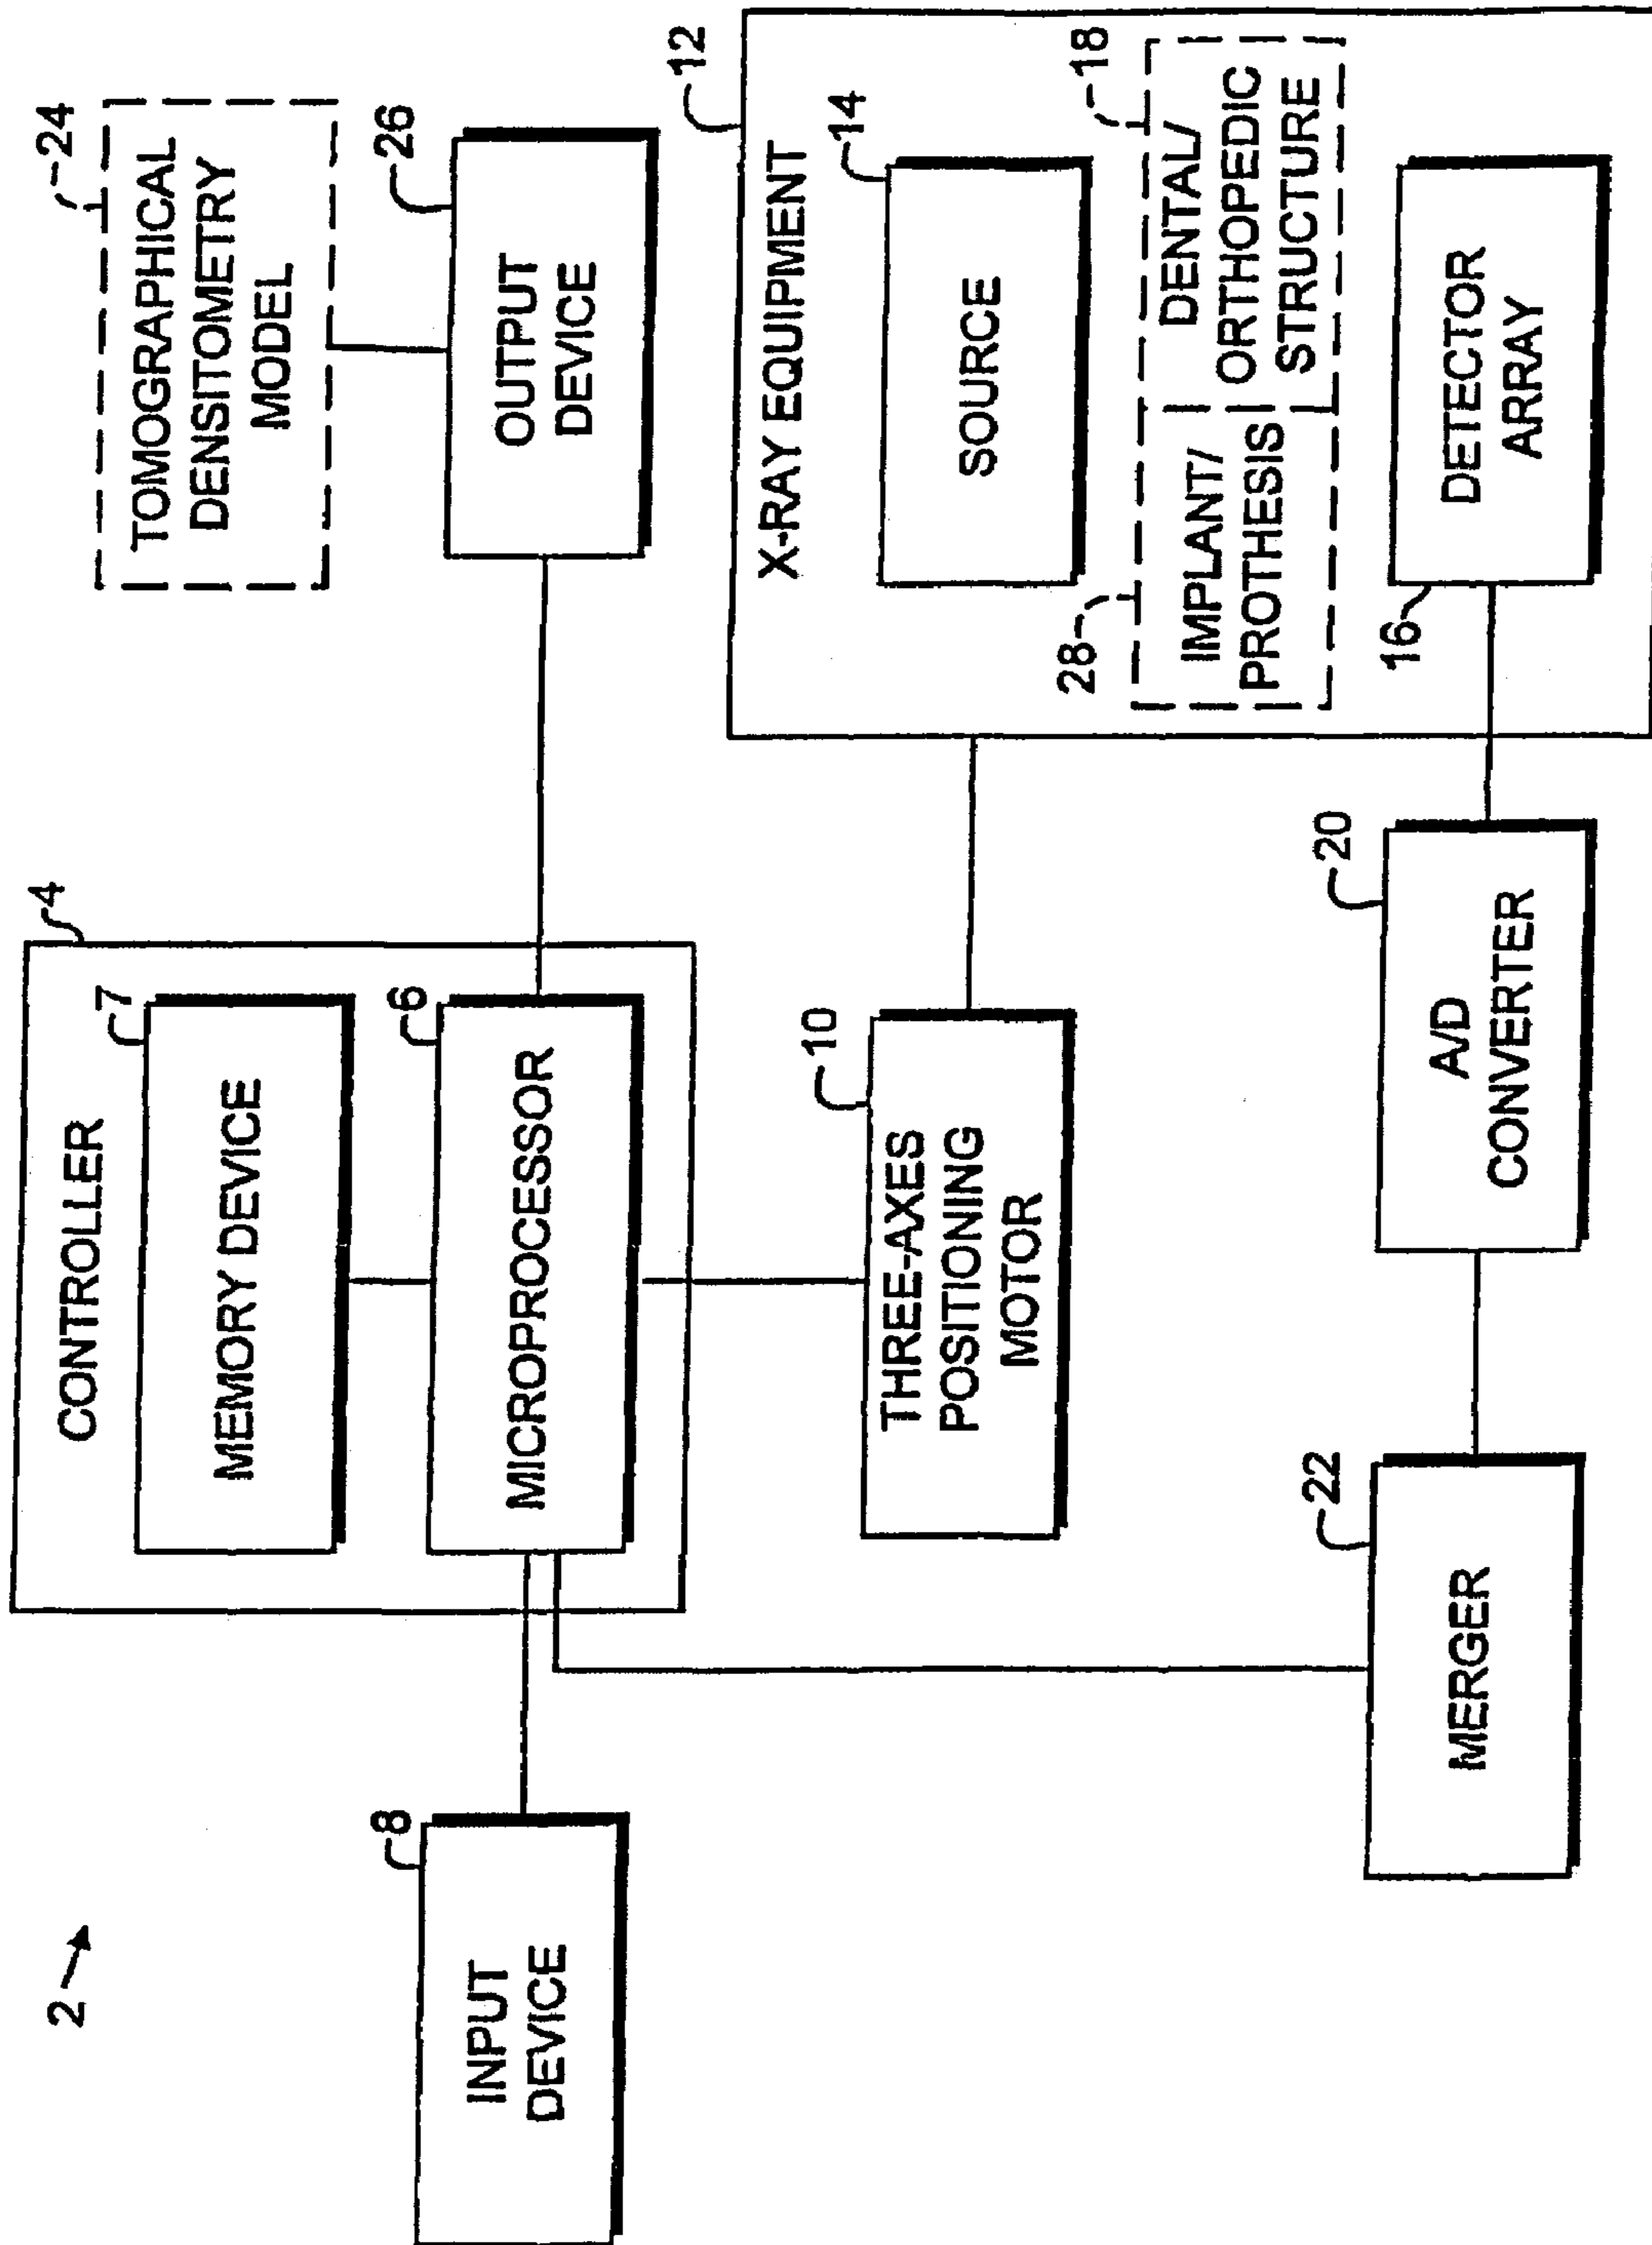 2
4
CONTROLLER
7
MEMORY DEVICE
6
MICROPROCESSOR
8
INPUT
DEVICE
24
TOMOGRAPHICAL
DENSITOMETRY
MODEL
26
OUTPUT
DEVICE
10
THREE-AXES
POSITIONING
MOTOR
12
X-RAY EQUIPMENT
14
SOURCE
28
IMPLANT/
PROTHESIS
18
DENTAL/
ORTHOPEDIC
STRUCTURE
16
DETECTOR
ARRAY
20
A/D
CONVERTER
22
MERGER